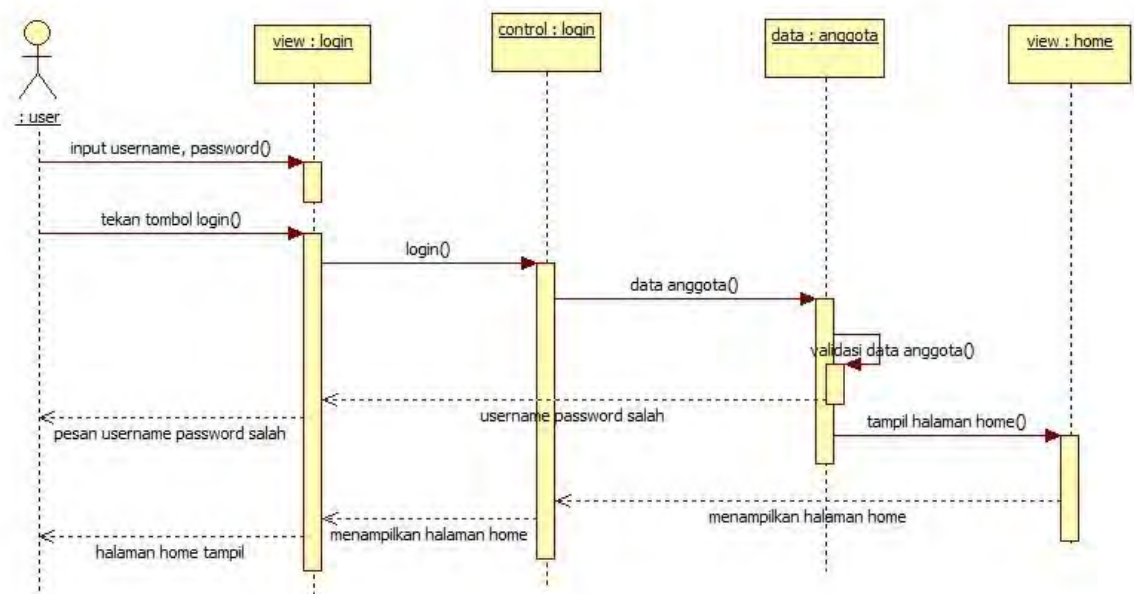 : user
view : login
control : login
data : anggota
view : home
input username, password()
tekan tombol login()
login()
data anggota()
validasi data anggota()
username password salah
pesan username password salah
tampil halaman home()
menampilkan halaman home
menampilkan halaman home
halaman home tampil